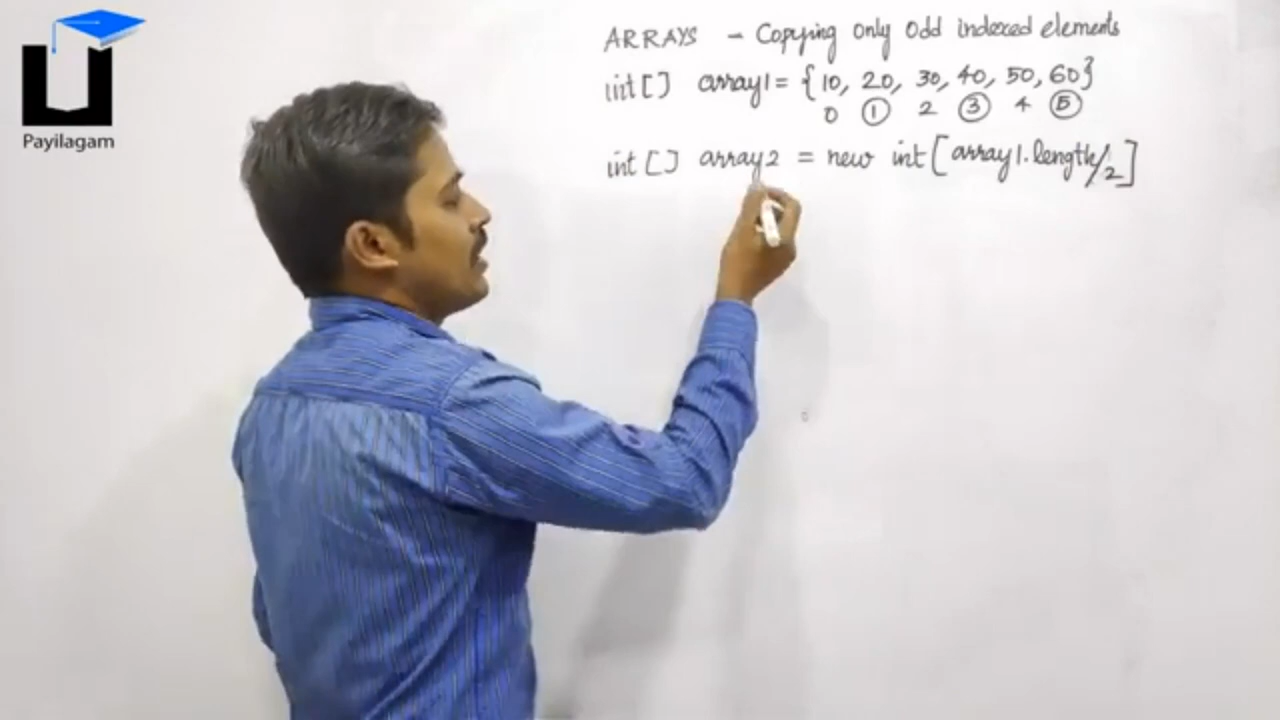 Payilagam
ARRAYS - Copying only odd indexed elements
int[] array1 = {10, 20, 30, 40, 50, 60}
0 1 2 3 4 5
int [] array2 = new int[array1.length/2]